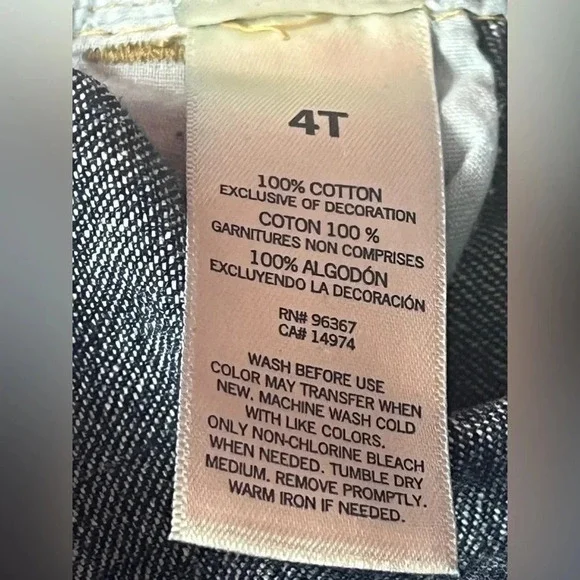 4T
100% COTTON
EXCLUSIVE OF DECORATION
COTON 100 %
GARNITURES NON COMPRISES
100% ALGODÓN
EXCLUYENDO LA DECORACIÓN
RN# 96367
CA# 14974
WASH BEFORE USE
COLOR MAY TRANSFER WHEN
NEW. MACHINE WASH COLD
WITH LIKE COLORS.
ONLY NON-CHLORINE BLEACH
WHEN NEEDED. TUMBLE DRY
MEDIUM. REMOVE PROMPTLY.
WARM IRON IF NEEDED.